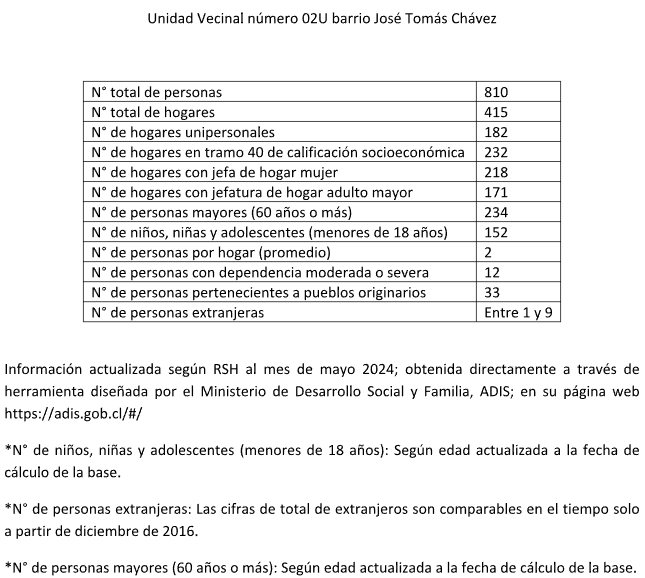 Unidad Vecinal número 02U barrio José Tomás Chávez
N° total de personas 810
N° total de hogares 415
N° de hogares unipersonales 182
N° de hogares en tramo 40 de calificación socioeconómica 232
N° de hogares con jefa de hogar mujer 218
N° de hogares con jefatura de hogar adulto mayor 171
N° de personas mayores (60 años o más) 234
N° de niños, niñas y adolescentes (menores de 18 años) 152
N° de personas por hogar (promedio) 2
N° de personas con dependencia moderada o severa 12
N° de personas pertenecientes a pueblos originarios 33
N° de personas extranjeras Entre 1 y 9
Información actualizada según RSH al mes de mayo 2024; obtenida directamente a través de
herramienta diseñada por el Ministerio de Desarrollo Social y Familia, ADIS; en su página web
https://adis.gob.cl/#/
*N° de niños, niñas y adolescentes (menores de 18 años): Según edad actualizada a la fecha de
cálculo de la base.
*N° de personas extranjeras: Las cifras de total de extranjeros son comparables en el tiempo solo
a partir de diciembre de 2016.
*N° de personas mayores (60 años o más): Según edad actualizada a la fecha de cálculo de la base.